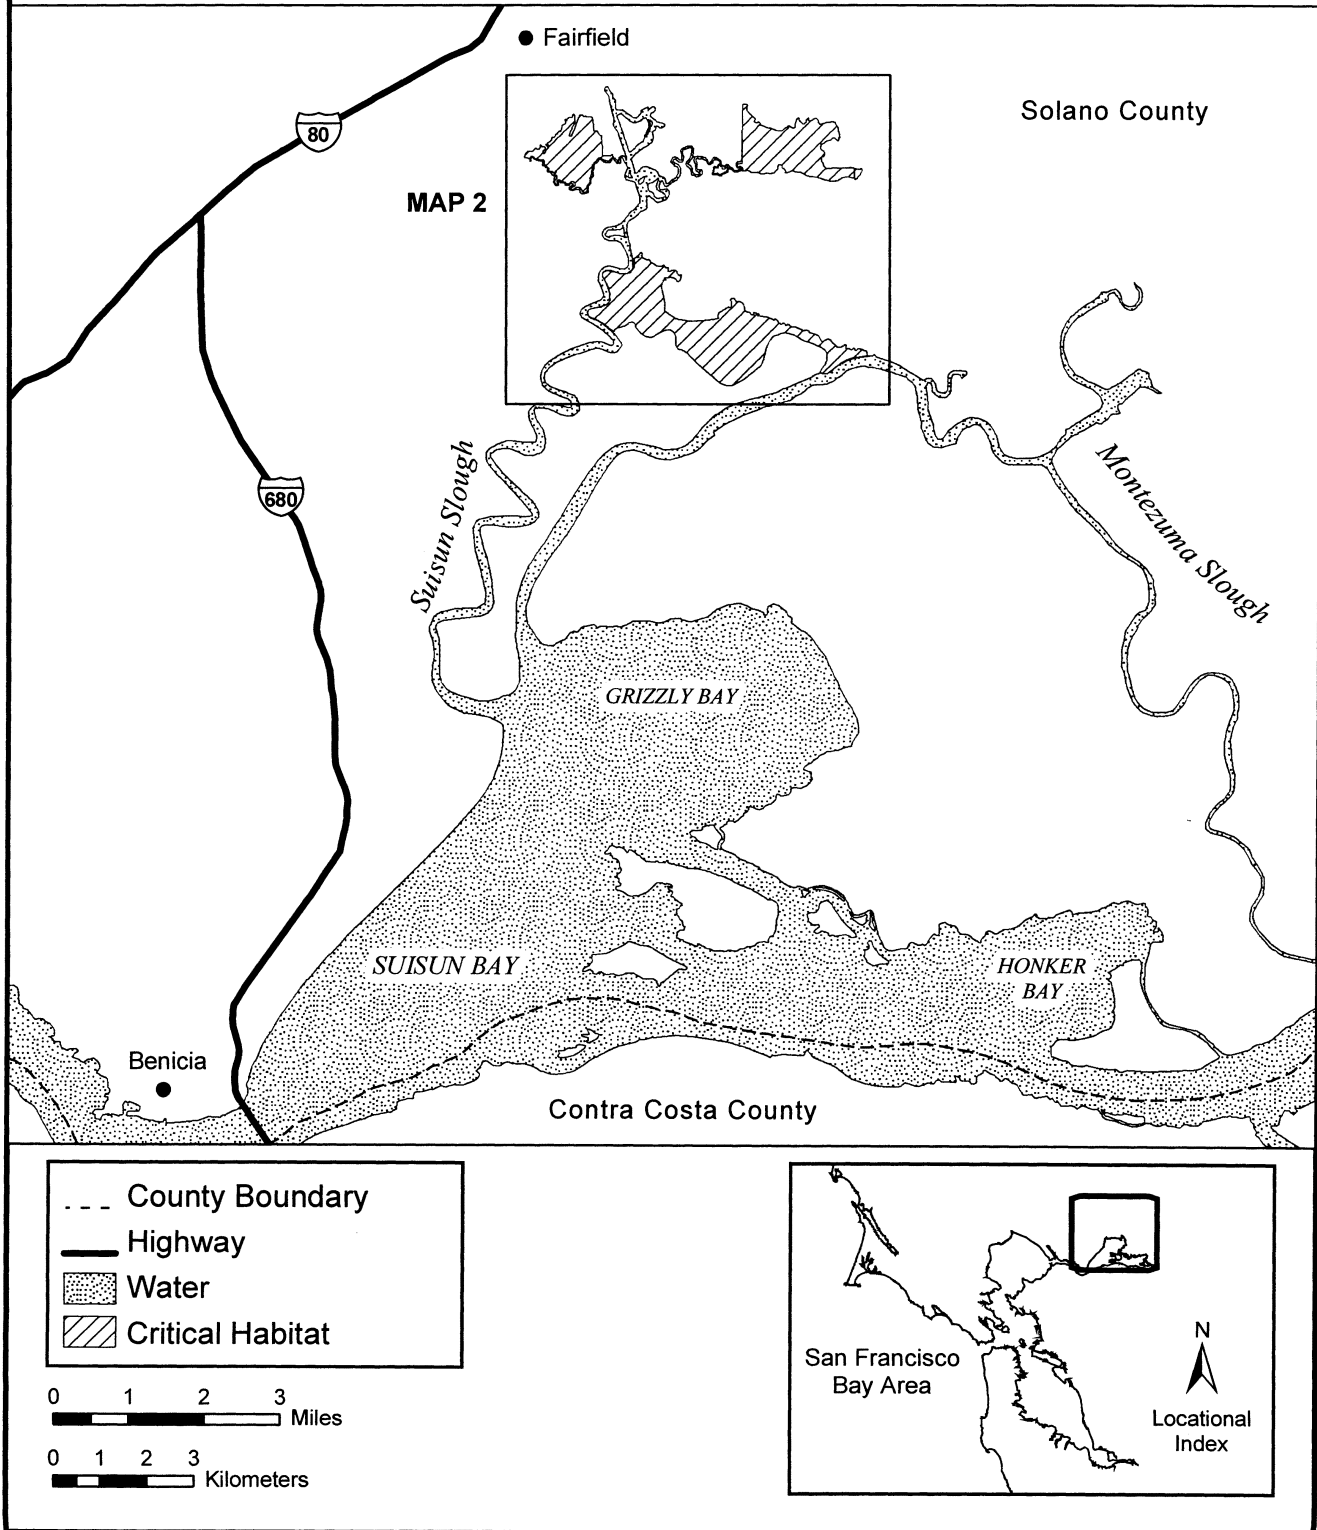 Fairfield
Solano County
80
MAP 2
680
Suisun Slough
Montezuma Slough
GRIZZLY BAY
SUISUN BAY
HONKER
BAY
Benicia
Contra Costa County
County Boundary
Highway
Water
Critical Habitat
0 1 2 3
Miles
0 1 2 3
Kilometers
San Francisco
Bay Area
N
Locational
Index